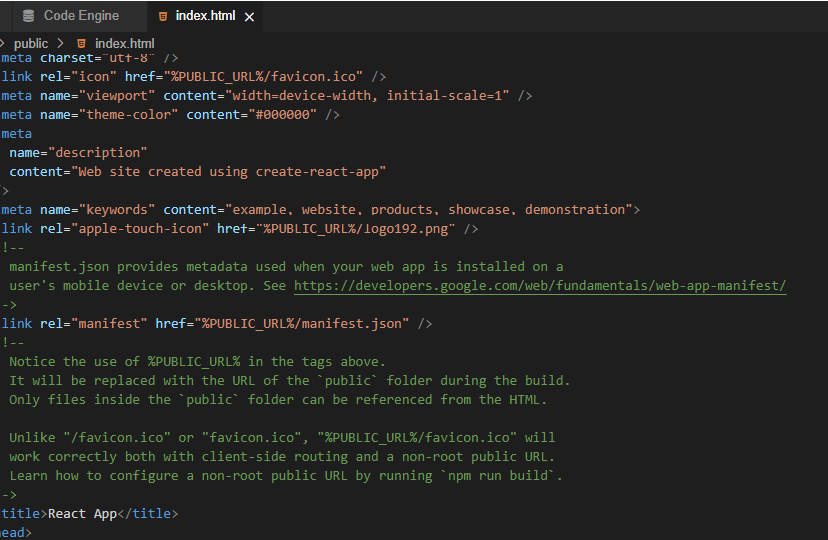 Code Engine
index.html
public > index.html
meta charset="utf-8" />
link rel="icon" href="%PUBLIC_URL%/favicon.ico" />
meta name="viewport" content="width=device-width, initial-scale=1" />
meta name="theme-color" content="#000000" />
meta
name="description"
content="Web site created using create-react-app"
>
meta name="keywords" content="example, website, products, showcase, demonstration">
link rel="apple-touch-icon" href="%PUBLIC_URL%/logo192.png" />
!--
manifest.json provides metadata used when your web app is installed on a
user's mobile device or desktop. See https://developers.google.com/web/fundamentals/web-app-manifest/
->
link rel="manifest" href="%PUBLIC_URL%/manifest.json" />
!--
Notice the use of %PUBLIC_URL% in the tags above.
It will be replaced with the URL of the `public` folder during the build.
Only files inside the `public` folder can be referenced from the HTML.
Unlike "/favicon.ico" or "favicon.ico", "%PUBLIC_URL%/favicon.ico" will
work correctly both with client-side routing and a non-root public URL.
Learn how to configure a non-root public URL by running `npm run build`.
->
title>React App</title>
ead>